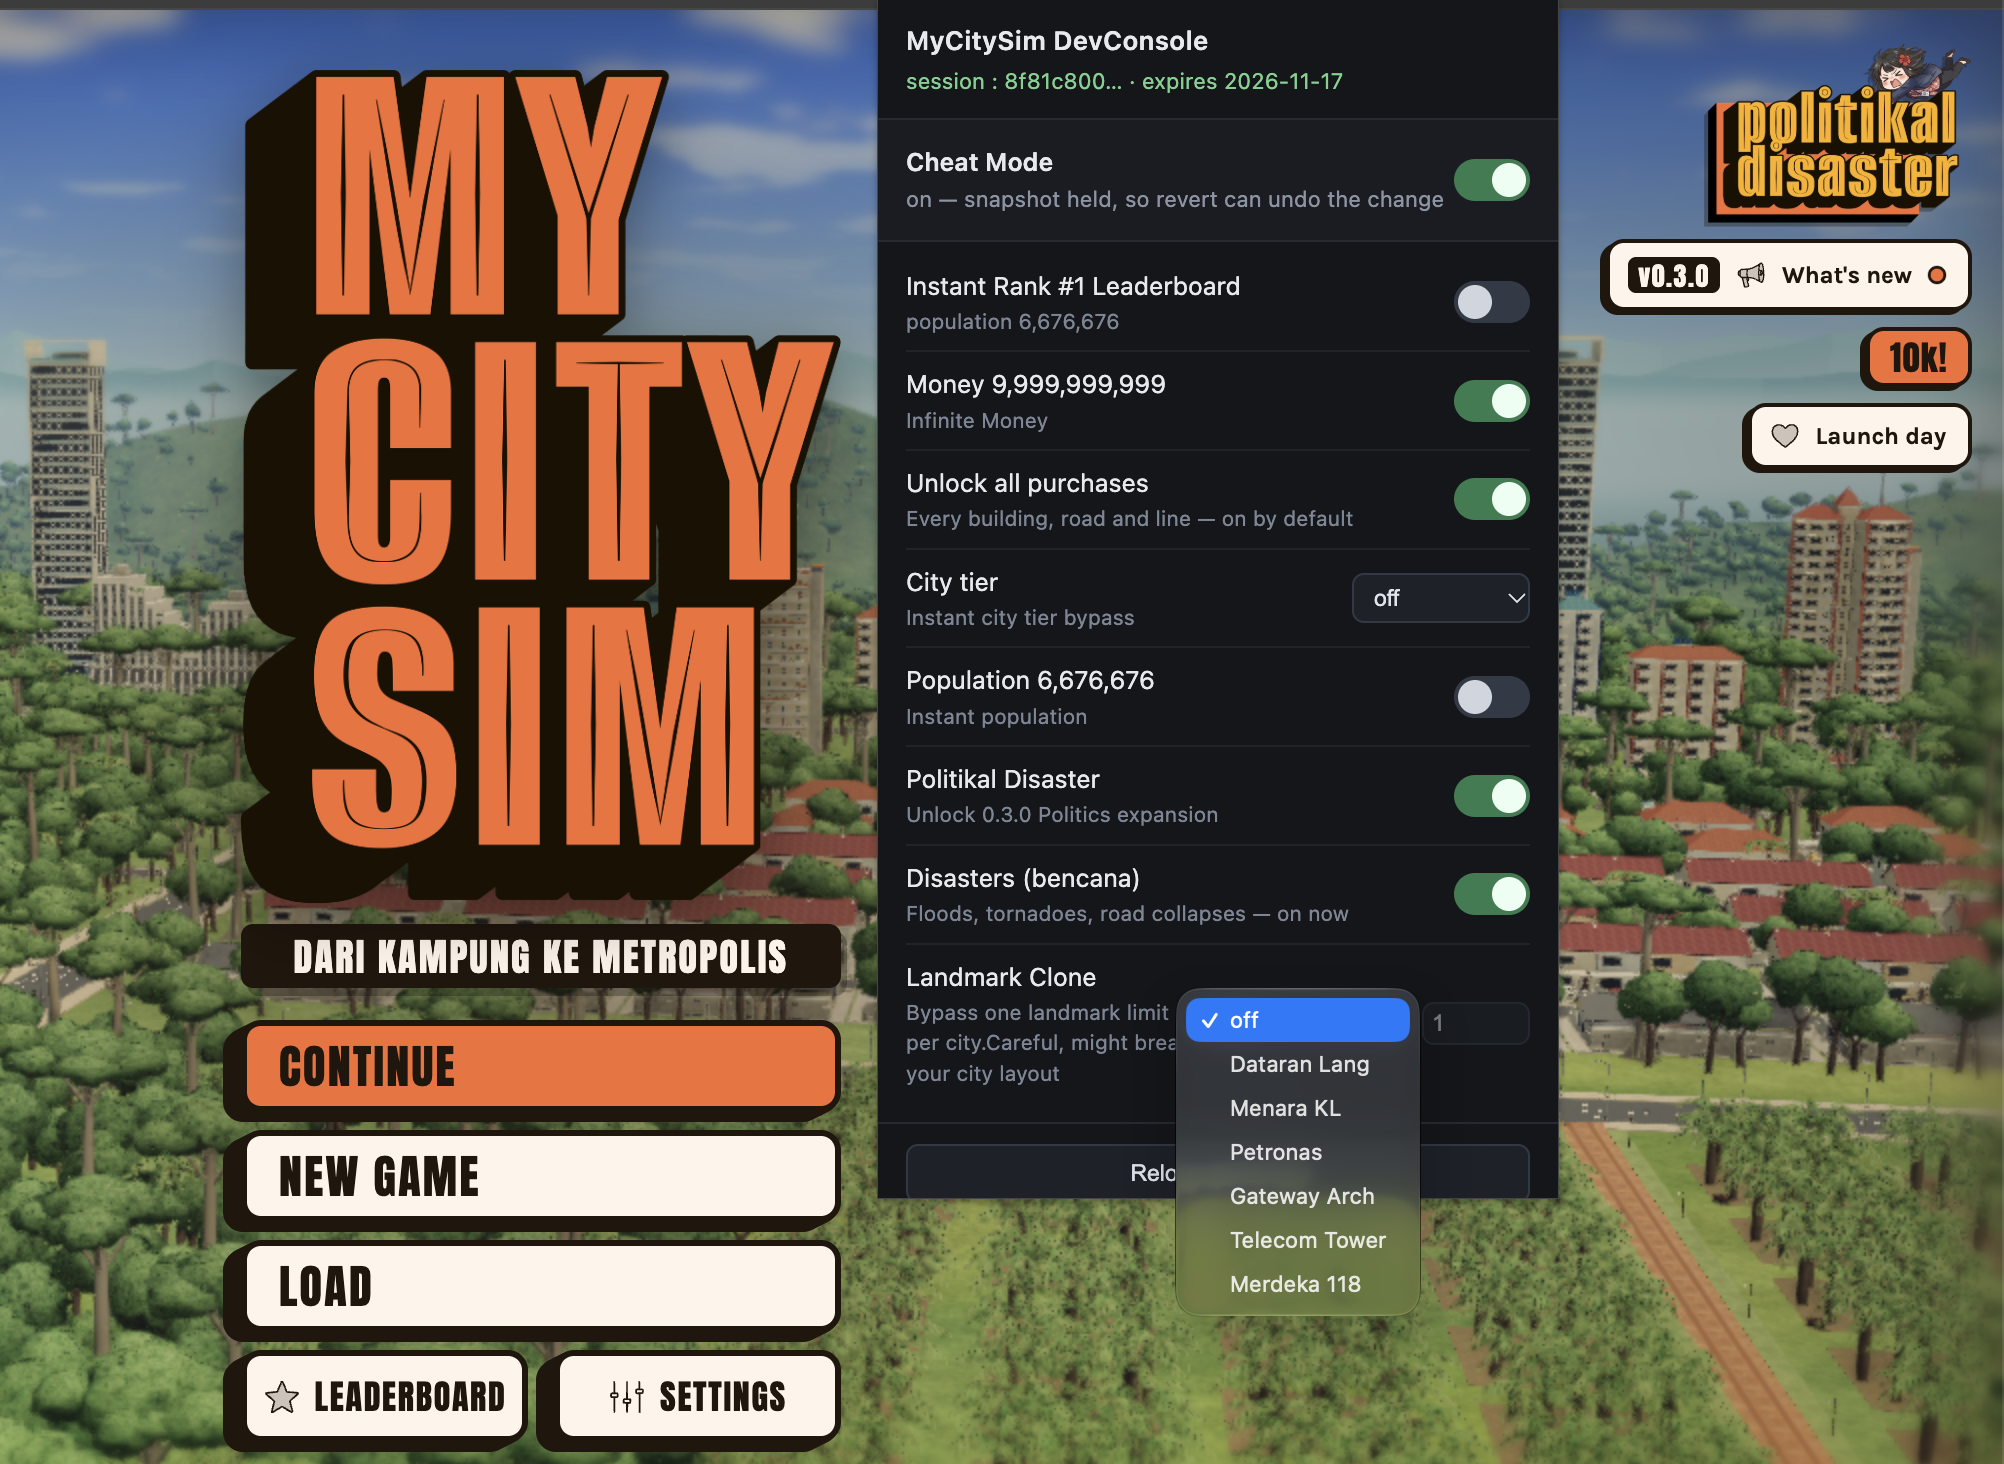 MY
CITY
SIM
DARI KAMPUNG KE METROPOLIS
CONTINUE
NEW GAME
LOAD
LEADERBOARD
SETTINGS
MyCitySim DevConsole
session : 8f81c800... · expires 2026-11-17
Cheat Mode
on — snapshot held, so revert can undo the change
Instant Rank #1 Leaderboard
population 6,676,676
Money 9,999,999,999
Infinite Money
Unlock all purchases
Every building, road and line — on by default
City tier
Instant city tier bypass
off
Population 6,676,676
Instant population
Politikal Disaster
Unlock 0.3.0 Politics expansion
Disasters (bencana)
Floods, tornadoes, road collapses — on now
Landmark Clone
Bypass one landmark limit
per city.Careful, might brea
your city layout
1
off
Dataran Lang
Menara KL
Petronas
Gateway Arch
Telecom Tower
Merdeka 118
Relo
politikal
disaster
v0.3.0 What's new
10k!
Launch day